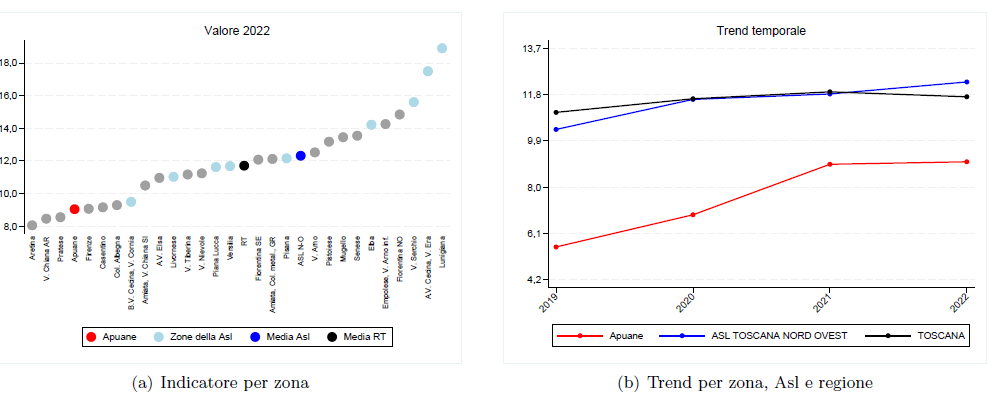 Valore 2022
18,0
16,0
14,0
12,0
10,0
8,0
Aretina
V. Chiana AR
Pratese
Apuane
Firenze
Casentino
Col. Albegna
B.V. Cecina, V. Cornia
Amiata, V. Chiana SI
A.V. Elsa
Livornese
V. Tiberina
V. Nievole
Piana Lucca
Versilia
RT
Fiorentina SE
Amiata, Col. metal., GR
Pisana
ASL N-O
V. Arno
Pistoiese
Mugello
Senese
Elba
Empolese, V. Arno inf.
Fiorentina NO
V. Serchio
A.V. Cecina, V. Era
Lunigiana
Apuane Zone della Asl Media Asl Media RT
(a) Indicatore per zona
Trend temporale
13,7
11,8
9,9
8,0
6,1
4,2
2019 2020 2021 2022
Apuane ASL TOSCANA NORD OVEST TOSCANA
(b) Trend per zona, Asl e regione